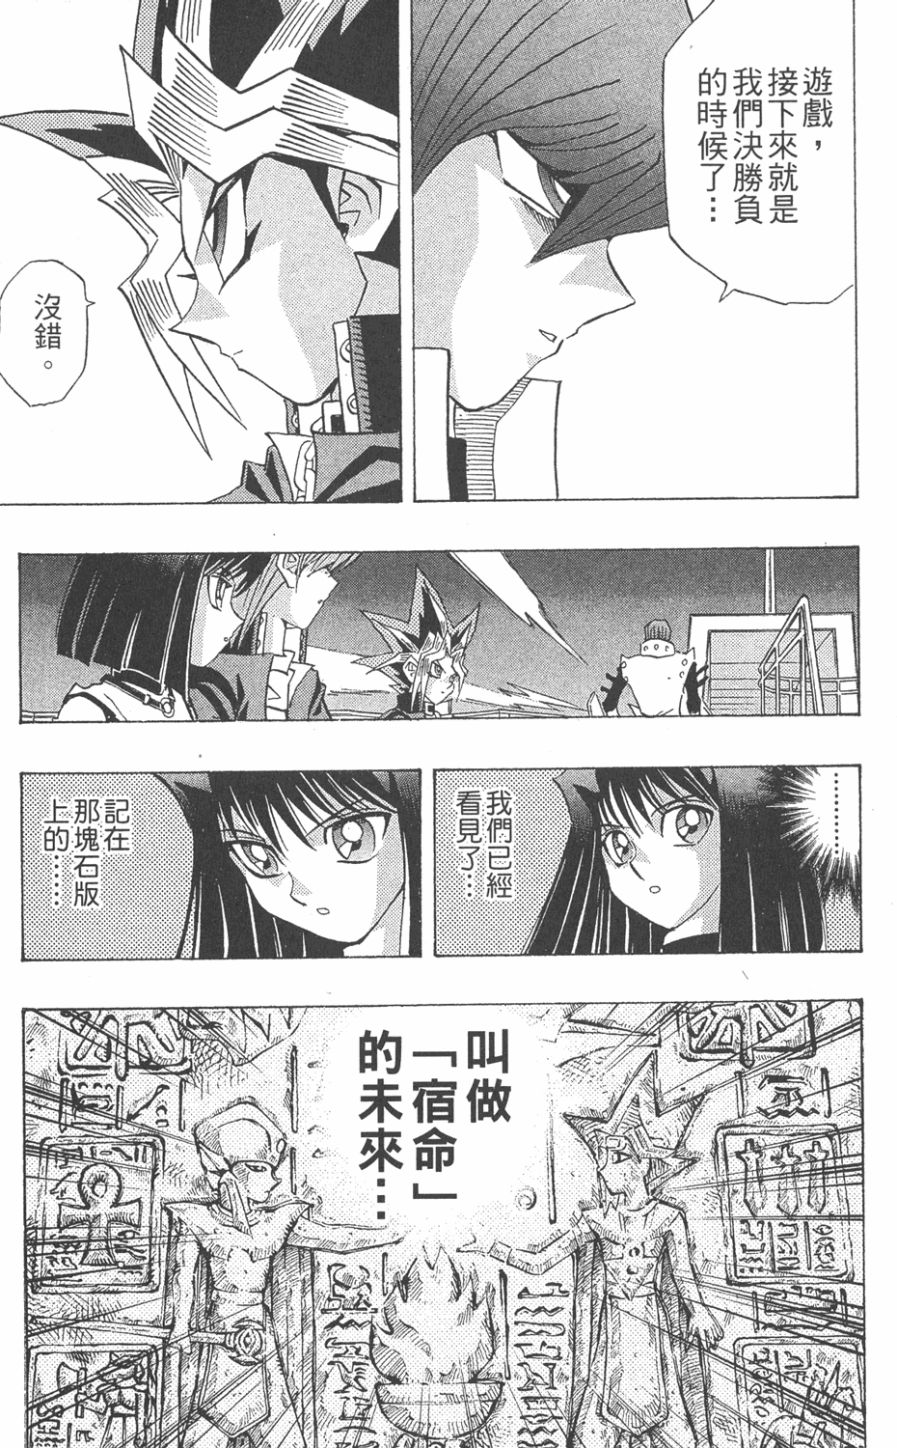 遊戲，
接下來就是
我們決勝負
的時候了…
沒錯。
………
我們已經
看見了…
記在
那塊石版
上的……
叫做
「宿命」
的未來…